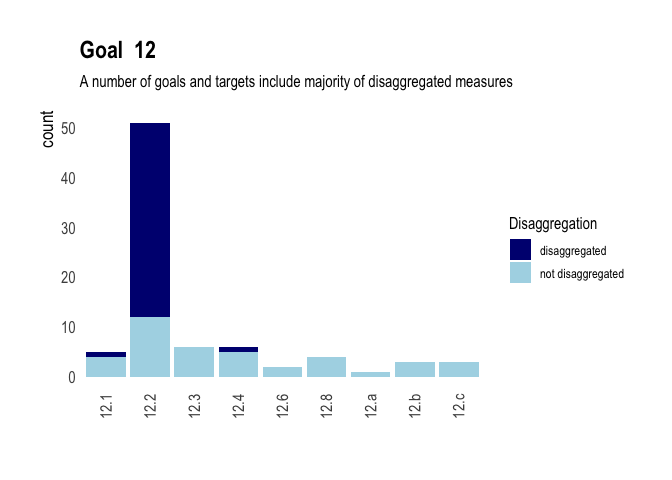 Goal  12
A number of goals and targets include majority of disaggregated measures
count
50
40
30
20
10
0
12.1
12.2
12.3
12.4
12.6
12.8
12.a
12.b
12.c
Disaggregation
disaggregated
not disaggregated